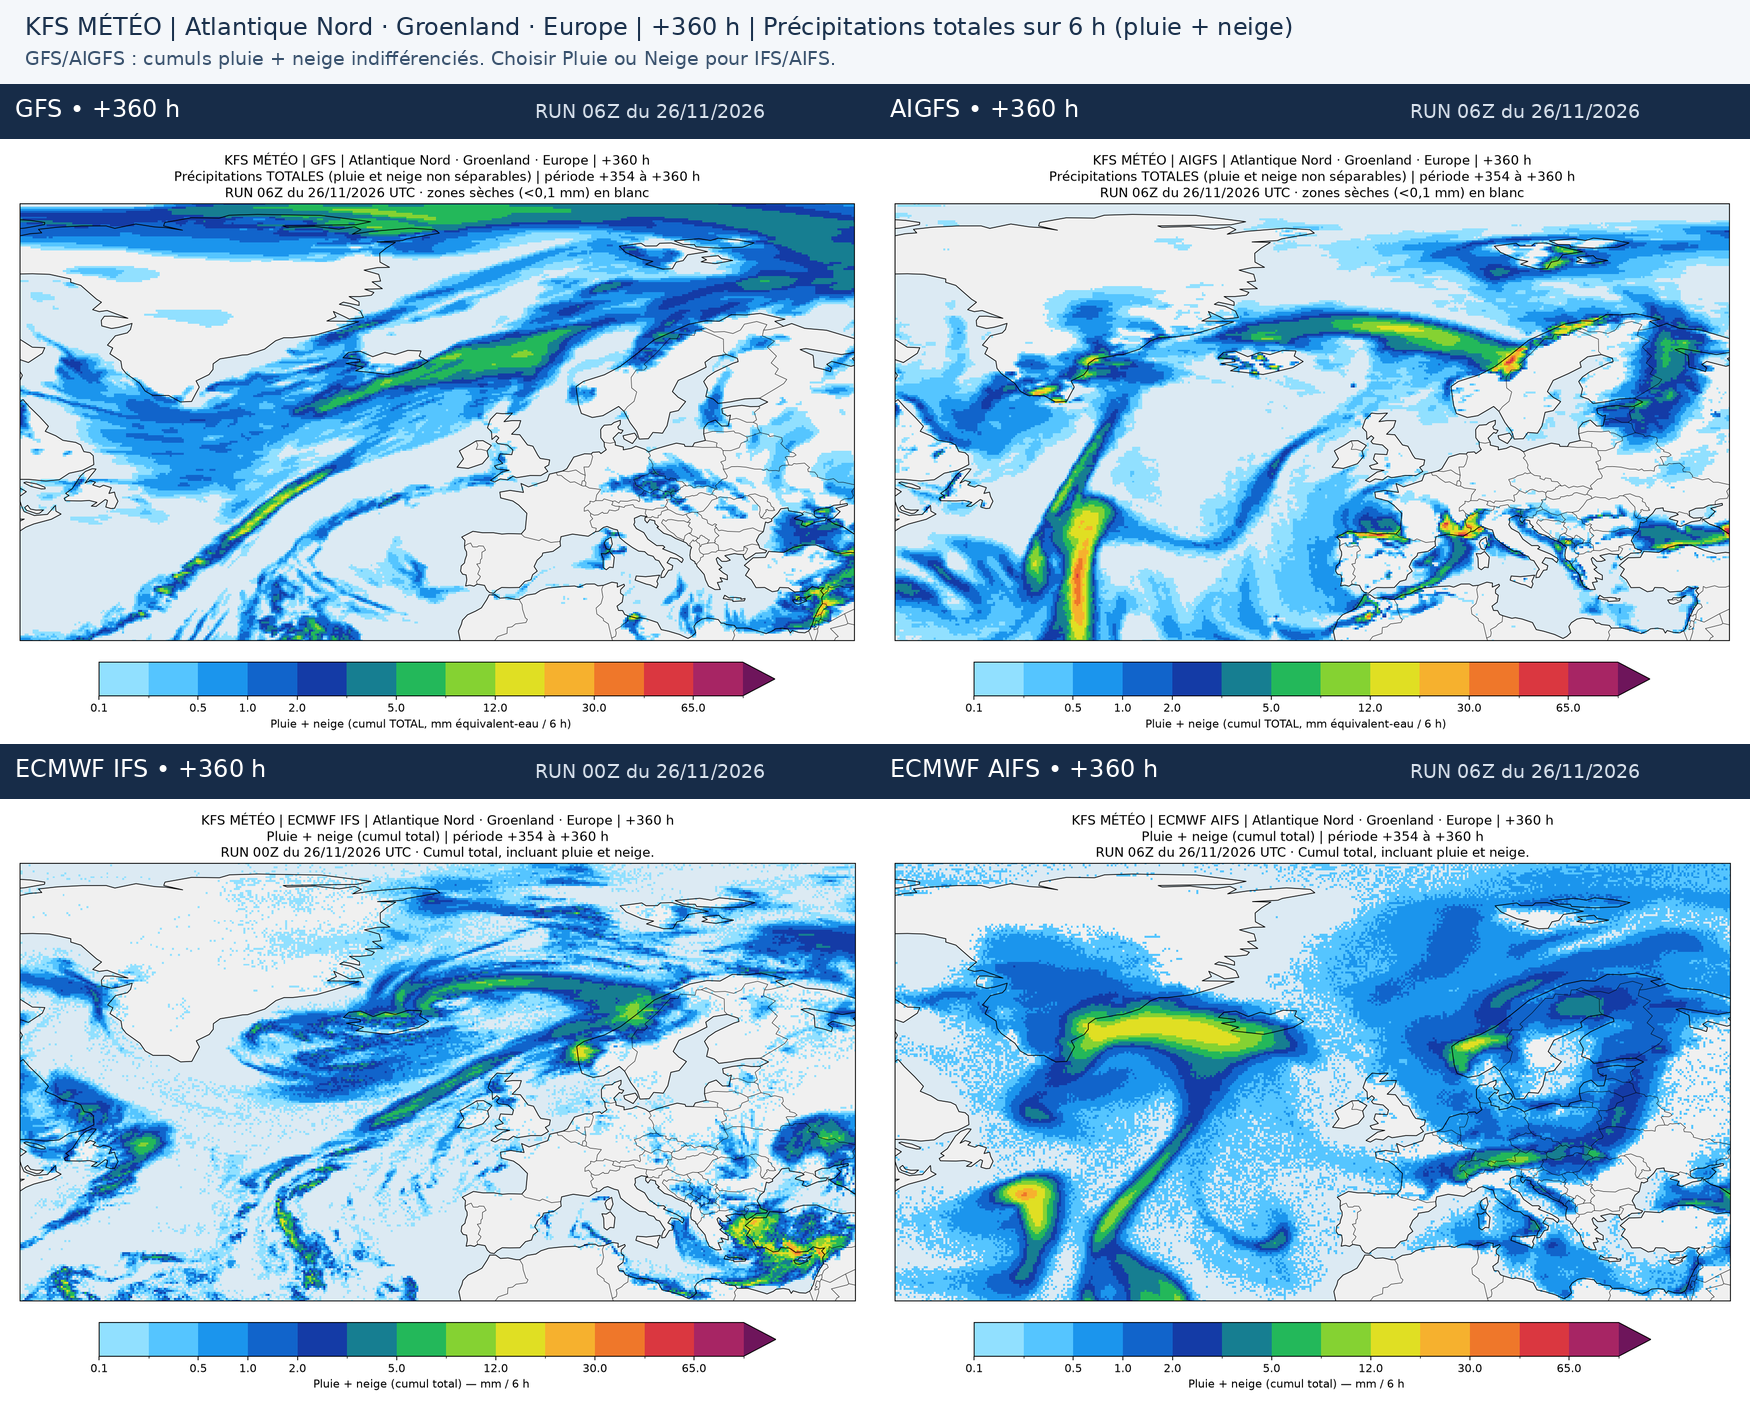 KFS MÉTÉO | Atlantique Nord · Groenland · Europe | +360 h | Précipitations totales sur 6 h (pluie + neige)
GFS/AIGFS : cumuls pluie + neige indifférenciés. Choisir Pluie ou Neige pour IFS/AIFS.
GFS • +360 h RUN 06Z du 26/11/2026
KFS MÉTÉO | GFS | Atlantique Nord · Groenland · Europe | +360 h
Précipitations TOTALES (pluie et neige non séparables) | période +354 à +360 h
RUN 06Z du 26/11/2026 UTC · zones sèches (<0,1 mm) en blanc
0.1 0.5 1.0 2.0 5.0 12.0 30.0 65.0
Pluie + neige (cumul TOTAL, mm équivalent-eau / 6 h)
AIGFS • +360 h RUN 06Z du 26/11/2026
KFS MÉTÉO | AIGFS | Atlantique Nord · Groenland · Europe | +360 h
Précipitations TOTALES (pluie et neige non séparables) | période +354 à +360 h
RUN 06Z du 26/11/2026 UTC · zones sèches (<0,1 mm) en blanc
0.1 0.5 1.0 2.0 5.0 12.0 30.0 65.0
Pluie + neige (cumul TOTAL, mm équivalent-eau / 6 h)
ECMWF IFS • +360 h RUN 00Z du 26/11/2026
KFS MÉTÉO | ECMWF IFS | Atlantique Nord · Groenland · Europe | +360 h
Pluie + neige (cumul total) | période +354 à +360 h
RUN 00Z du 26/11/2026 UTC · Cumul total, incluant pluie et neige.
0.1 0.5 1.0 2.0 5.0 12.0 30.0 65.0
Pluie + neige (cumul total) — mm / 6 h
ECMWF AIFS • +360 h RUN 06Z du 26/11/2026
KFS MÉTÉO | ECMWF AIFS | Atlantique Nord · Groenland · Europe | +360 h
Pluie + neige (cumul total) | période +354 à +360 h
RUN 06Z du 26/11/2026 UTC · Cumul total, incluant pluie et neige.
0.1 0.5 1.0 2.0 5.0 12.0 30.0 65.0
Pluie + neige (cumul total) — mm / 6 h